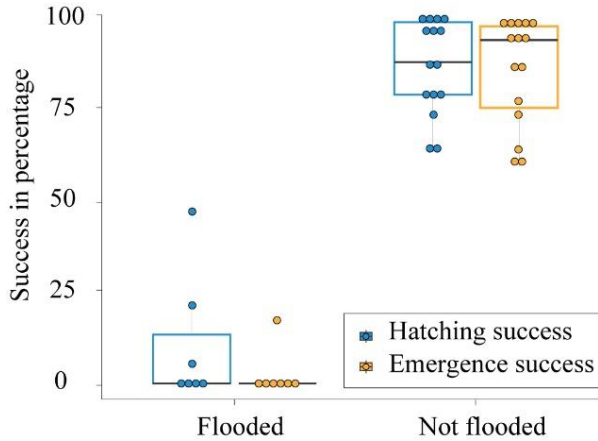 Success in percentage
100
75
50
25
0
Hatching success
Emergence success
Flooded
Not flooded